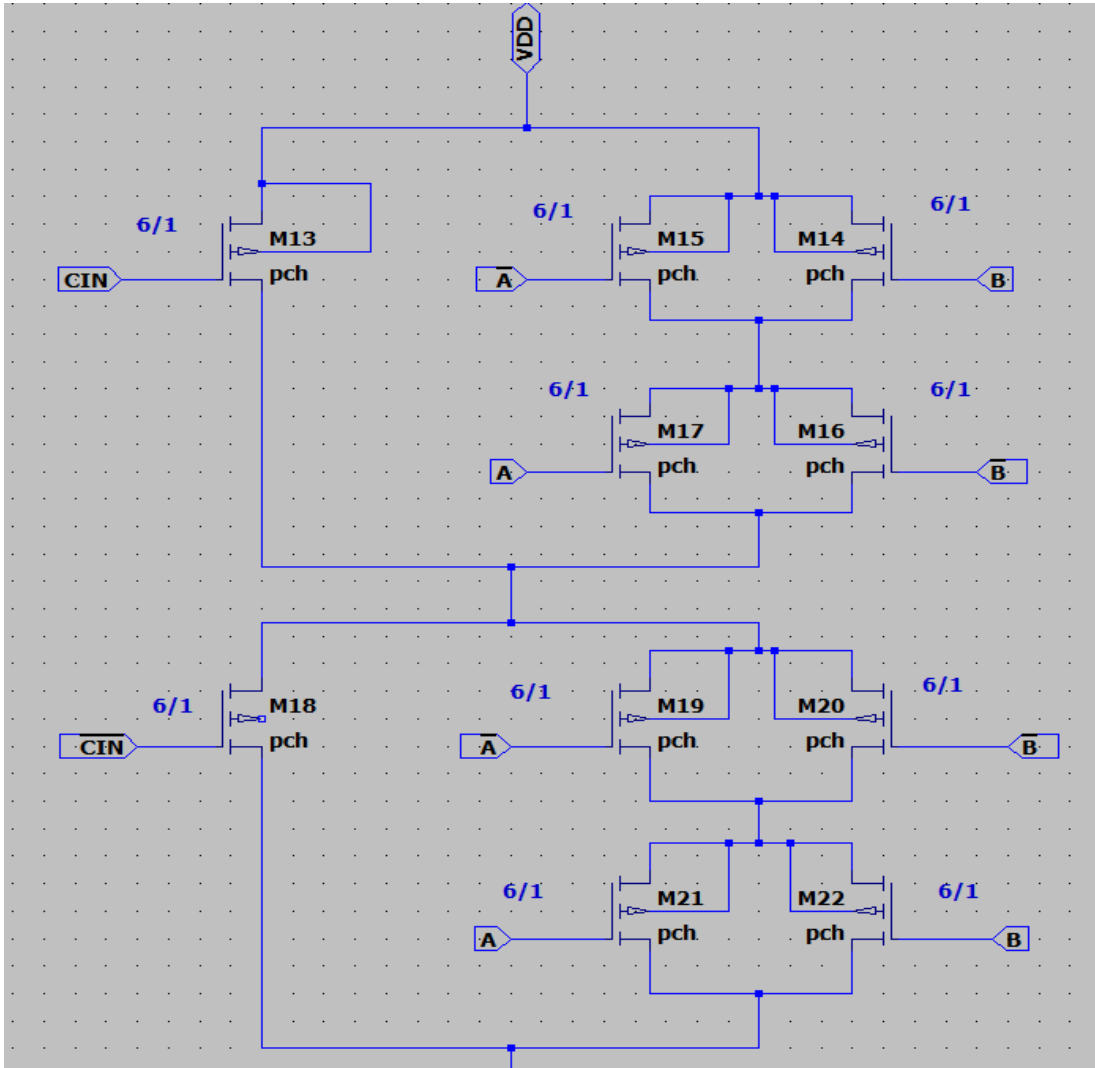 VDD
6/1
M13
pch
CIN
6/1
M15
pch
A̅
6/1
M14
pch
B
6/1
M17
pch
A
6/1
M16
pch
B̅
6/1
M18
pch
C̅I̅N̅
6/1
M19
pch
A̅
6/1
M20
pch
B̅
6/1
M21
pch
A
6/1
M22
pch
B